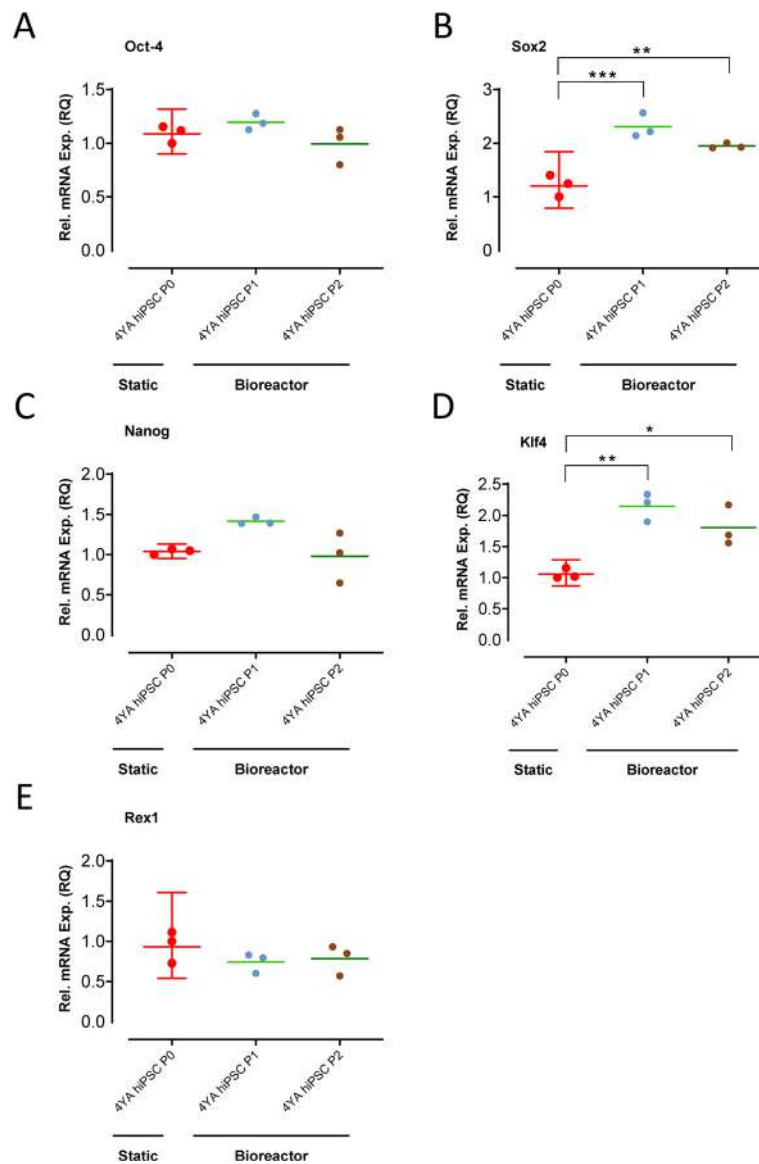 A
Oct-4
Rel. mRNA Exp. (RQ)
1.5
1.0
0.5
0.0
4YA hiPSC P0
4YA hiPSC P1
4YA hiPSC P2
Static
Bioreactor
B
Sox2
**
***
Rel. mRNA Exp. (RQ)
3
2
1
0
4YA hiPSC P0
4YA hiPSC P1
4YA hiPSC P2
Static
Bioreactor
C
Nanog
Rel. mRNA Exp. (RQ)
2.0
1.5
1.0
0.5
0.0
4YA hiPSC P0
4YA hiPSC P1
4YA hiPSC P2
Static
Bioreactor
D
Klf4
*
**
Rel. mRNA Exp. (RQ)
2.5
2.0
1.5
1.0
0.5
0.0
4YA hiPSC P0
4YA hiPSC P1
4YA hiPSC P2
Static
Bioreactor
E
Rex1
Rel. mRNA Exp. (RQ)
2.0
1.5
1.0
0.5
0.0
4YA hiPSC P0
4YA hiPSC P1
4YA hiPSC P2
Static
Bioreactor